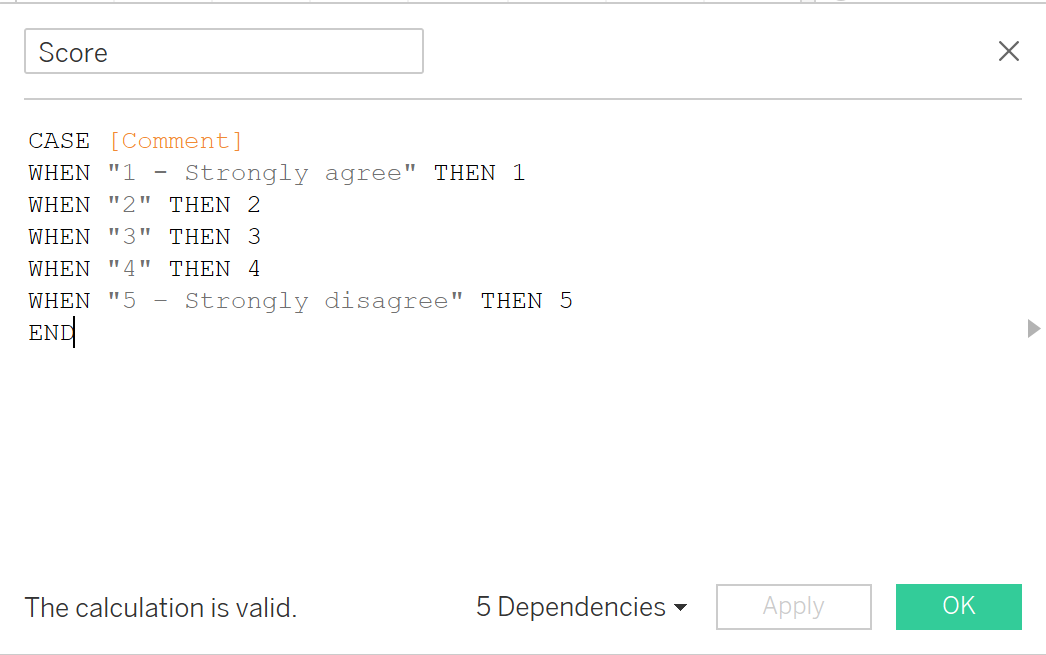 Score
CASE [Comment]
WHEN "1 - Strongly agree" THEN 1
WHEN "2" THEN 2
WHEN "3" THEN 3
WHEN "4" THEN 4
WHEN "5 - Strongly disagree" THEN 5
END
The calculation is valid.
5 Dependencies
Apply
OK